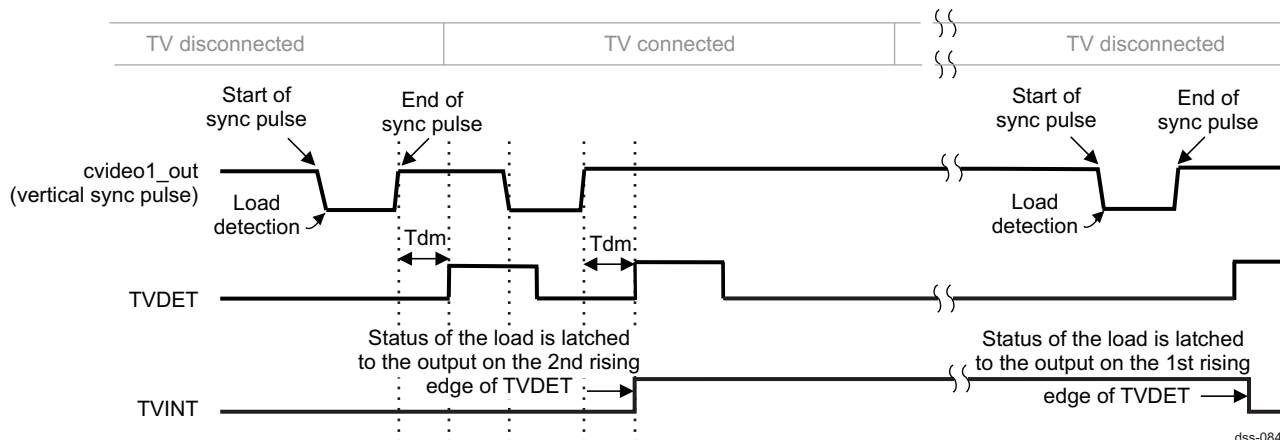 TV disconnected
TV connected
TV disconnected
Start of
sync pulse
End of
sync pulse
Start of
sync pulse
End of
sync pulse
cvideo1_out
(vertical sync pulse)
Load
detection
Load
detection
Tdm
Tdm
TVDET
Status of the load is latched
to the output on the 2nd rising
edge of TVDET
Status of the load is latched
to the output on the 1st rising
edge of TVDET
TVINT
dss-084